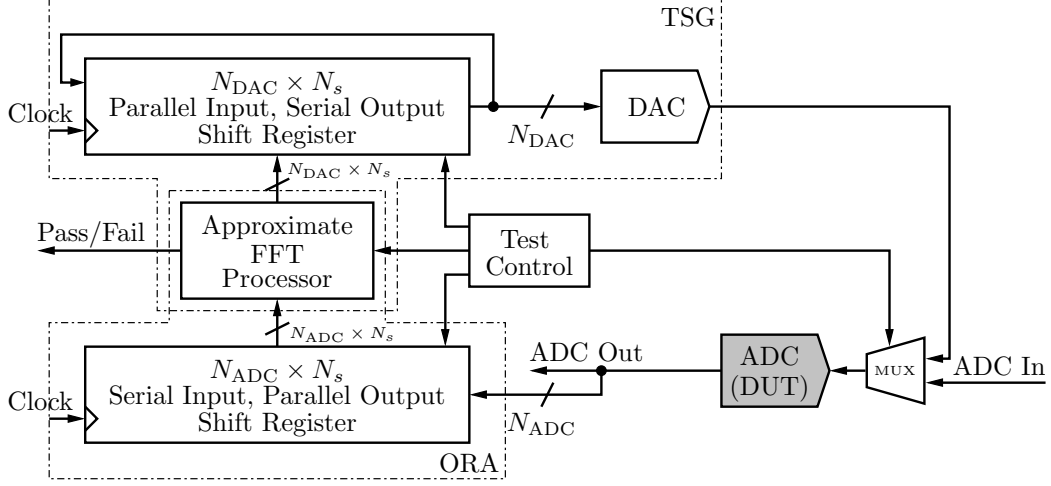 TSG
N_DAC × N_s
Parallel Input, Serial Output
Shift Register
Clock
N_DAC
DAC
N_DAC × N_s
Pass/Fail
Approximate
FFT
Processor
Test
Control
N_ADC × N_s
N_ADC × N_s
Serial Input, Parallel Output
Shift Register
Clock
ADC Out
N_ADC
ADC
(DUT)
MUX
ADC In
ORA